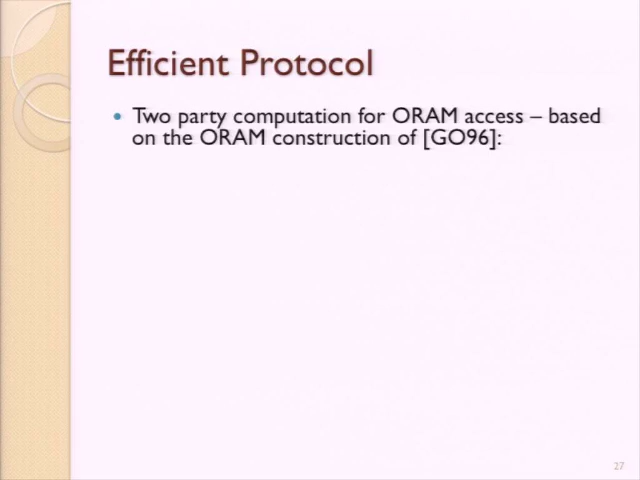 Efficient Protocol
• Two party computation for ORAM access – based
on the ORAM construction of [GO96]:
27